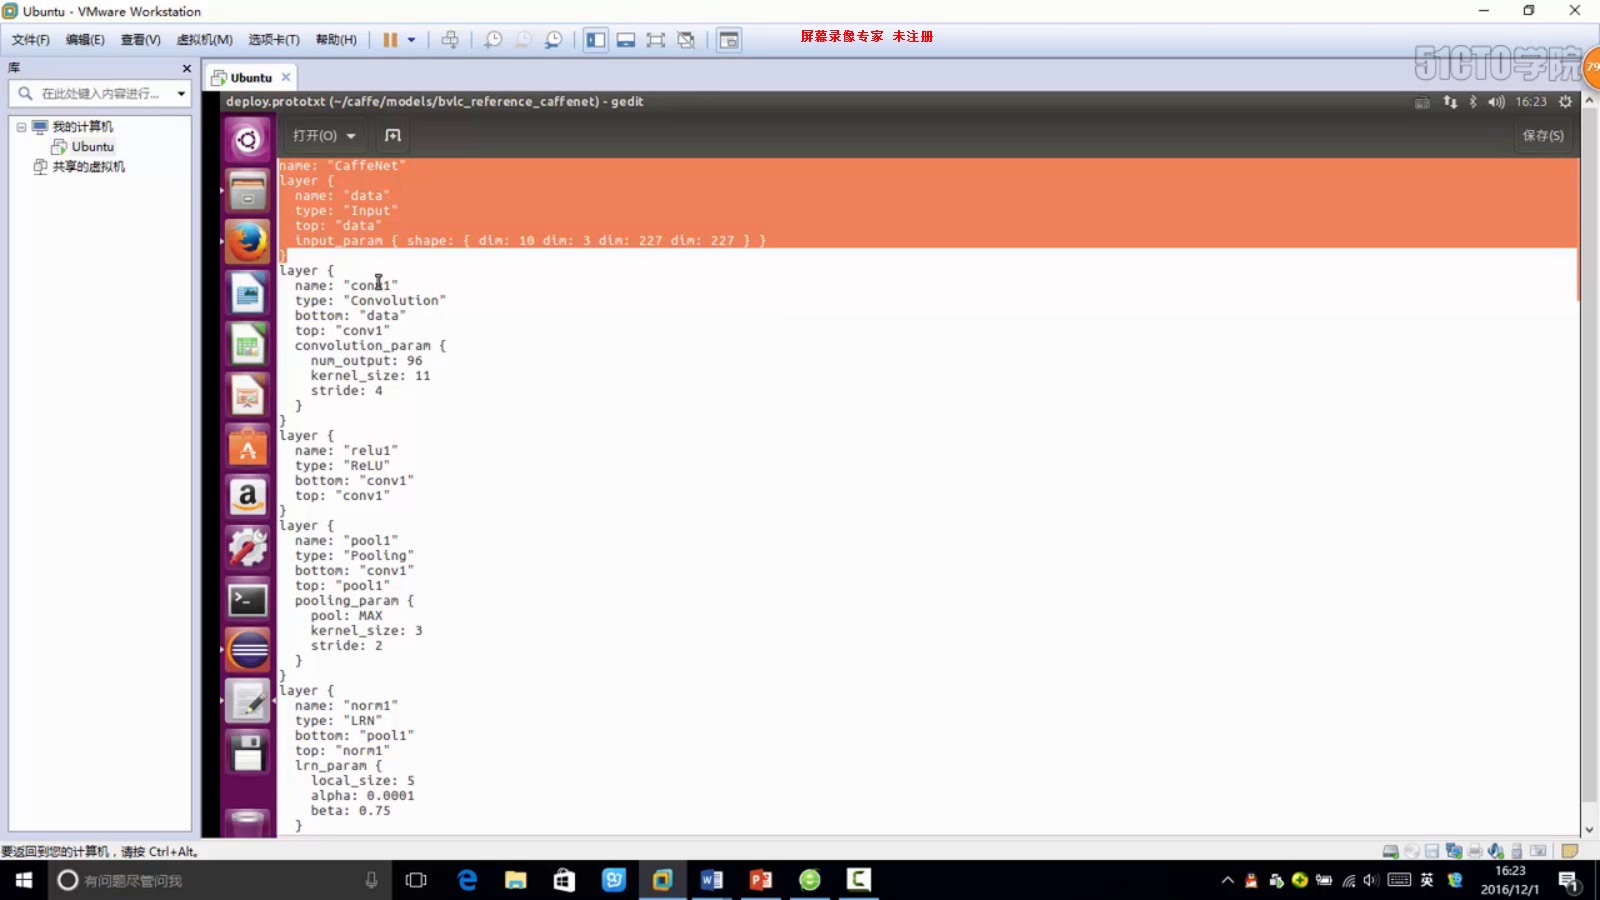 Ubuntu - VMware Workstation
文件(F) 编辑(E) 查看(V) 虚拟机(M) 选项卡(T) 帮助(H)
屏幕录像专家 未注册
51CTO学院
79
库
在此处键入内容进行...
我的计算机
Ubuntu
共享的虚拟机
Ubuntu
deploy.prototxt (~/caffe/models/bvlc_reference_caffenet) - gedit
16:23
打开(O)
保存(S)
name: "CaffeNet"
layer {
name: "data"
type: "Input"
top: "data"
input_param { shape: { dim: 10 dim: 3 dim: 227 dim: 227 } }
}
layer {
name: "conv1"
type: "Convolution"
bottom: "data"
top: "conv1"
convolution_param {
num_output: 96
kernel_size: 11
stride: 4
}
}
layer {
name: "relu1"
type: "ReLU"
bottom: "conv1"
top: "conv1"
}
layer {
name: "pool1"
type: "Pooling"
bottom: "conv1"
top: "pool1"
pooling_param {
pool: MAX
kernel_size: 3
stride: 2
}
}
layer {
name: "norm1"
type: "LRN"
bottom: "pool1"
top: "norm1"
lrn_param {
local_size: 5
alpha: 0.0001
beta: 0.75
}
要返回到您的计算机，请按 Ctrl+Alt。
有问题尽管问我
英
16:23
2016/12/1
1